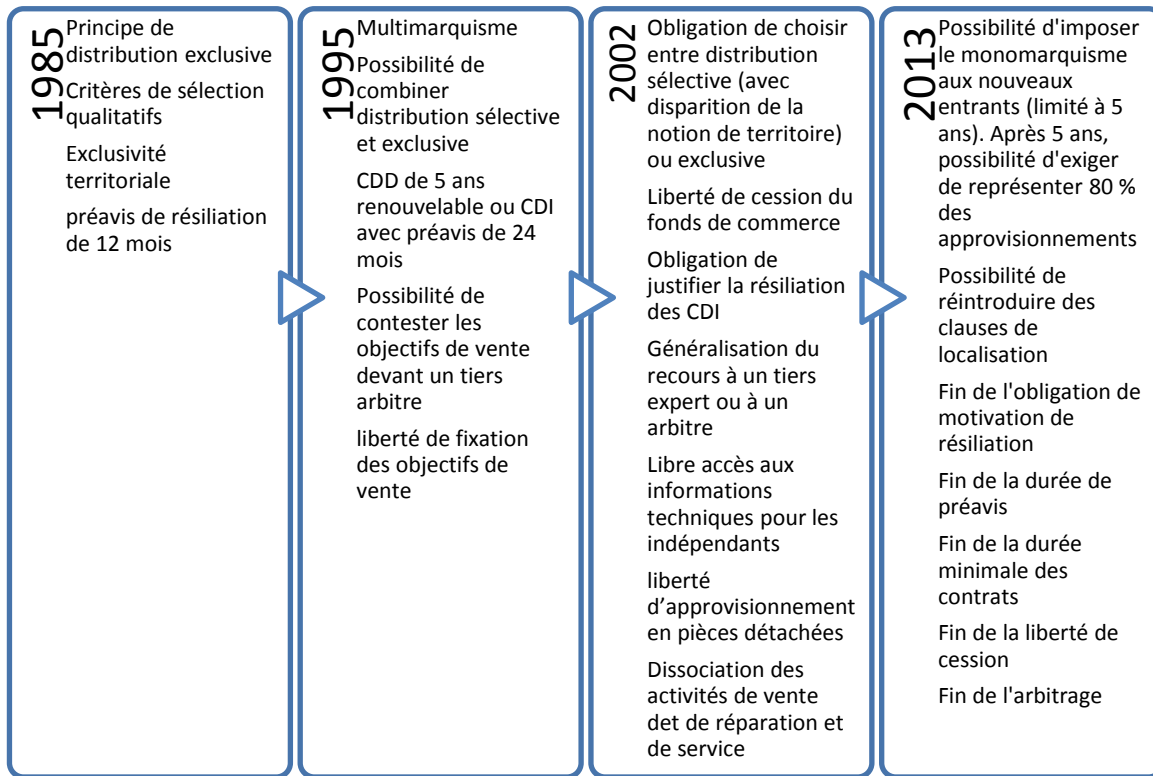 1985
Principe de
distribution exclusive
Critères de sélection
qualitatifs
Exclusivité
territoriale
préavis de résiliation
de 12 mois
1995
Multimarquisme
Possibilité de
combiner
distribution sélective
et exclusive
CDD de 5 ans
renouvelable ou CDI
avec préavis de 24
mois
Possibilité de
contester les
objectifs de vente
devant un tiers
arbitre
liberté de fixation
des objectifs de
vente
2002
Obligation de choisir
entre distribution
sélective (avec
disparition de la
notion de territoire)
ou exclusive
Liberté de cession du
fonds de commerce
Obligation de
justifier la résiliation
des CDI
Généralisation du
recours à un tiers
expert ou à un
arbitre
Libre accès aux
informations
techniques pour les
indépendants
liberté
d’approvisionnement
en pièces détachées
Dissociation des
activités de vente
det de réparation et
de service
2013
Possibilité d'imposer
le monomarquisme
aux nouveaux
entrants (limité à 5
ans). Après 5 ans,
possibilité d'exiger
de représenter 80 %
des
approvisionnements
Possibilité de
réintroduire des
clauses de
localisation
Fin de l'obligation de
motivation de
résiliation
Fin de la durée de
préavis
Fin de la durée
minimale des
contrats
Fin de la liberté de
cession
Fin de l'arbitrage